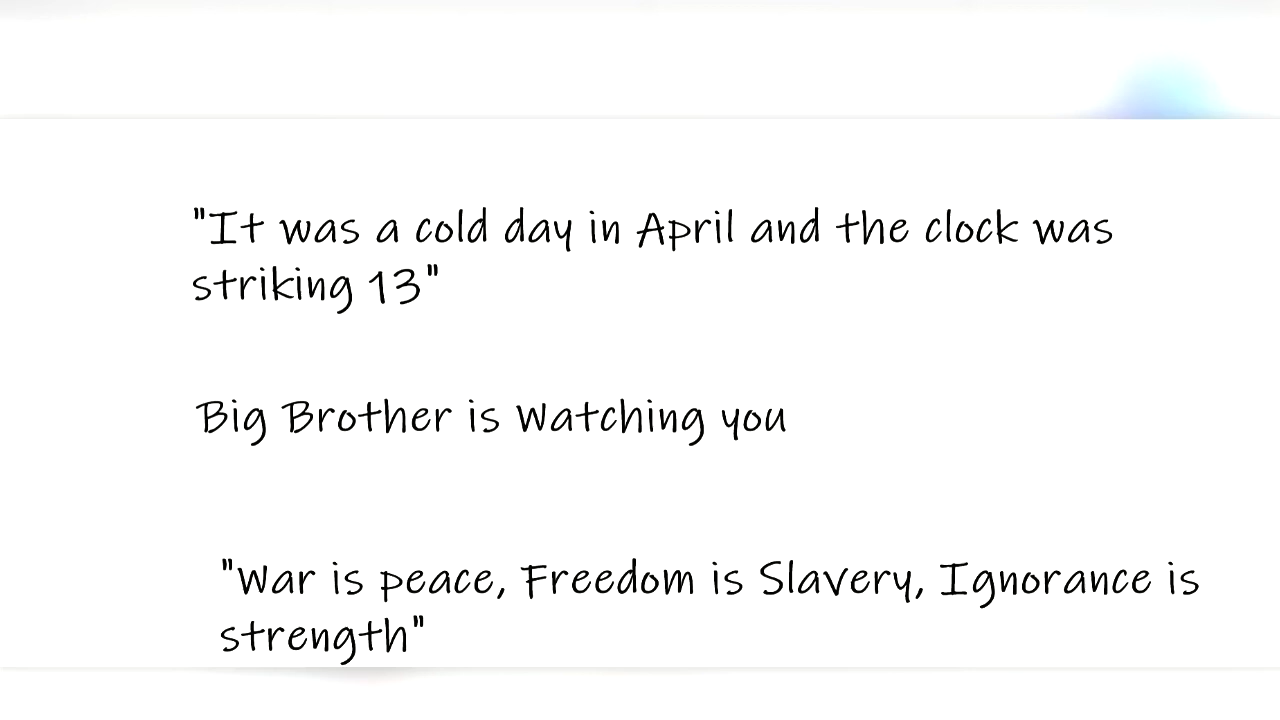 "It was a cold day in April and the clock was
striking 13"
Big Brother is Watching you
"War is peace, Freedom is Slavery, Ignorance is
strength"